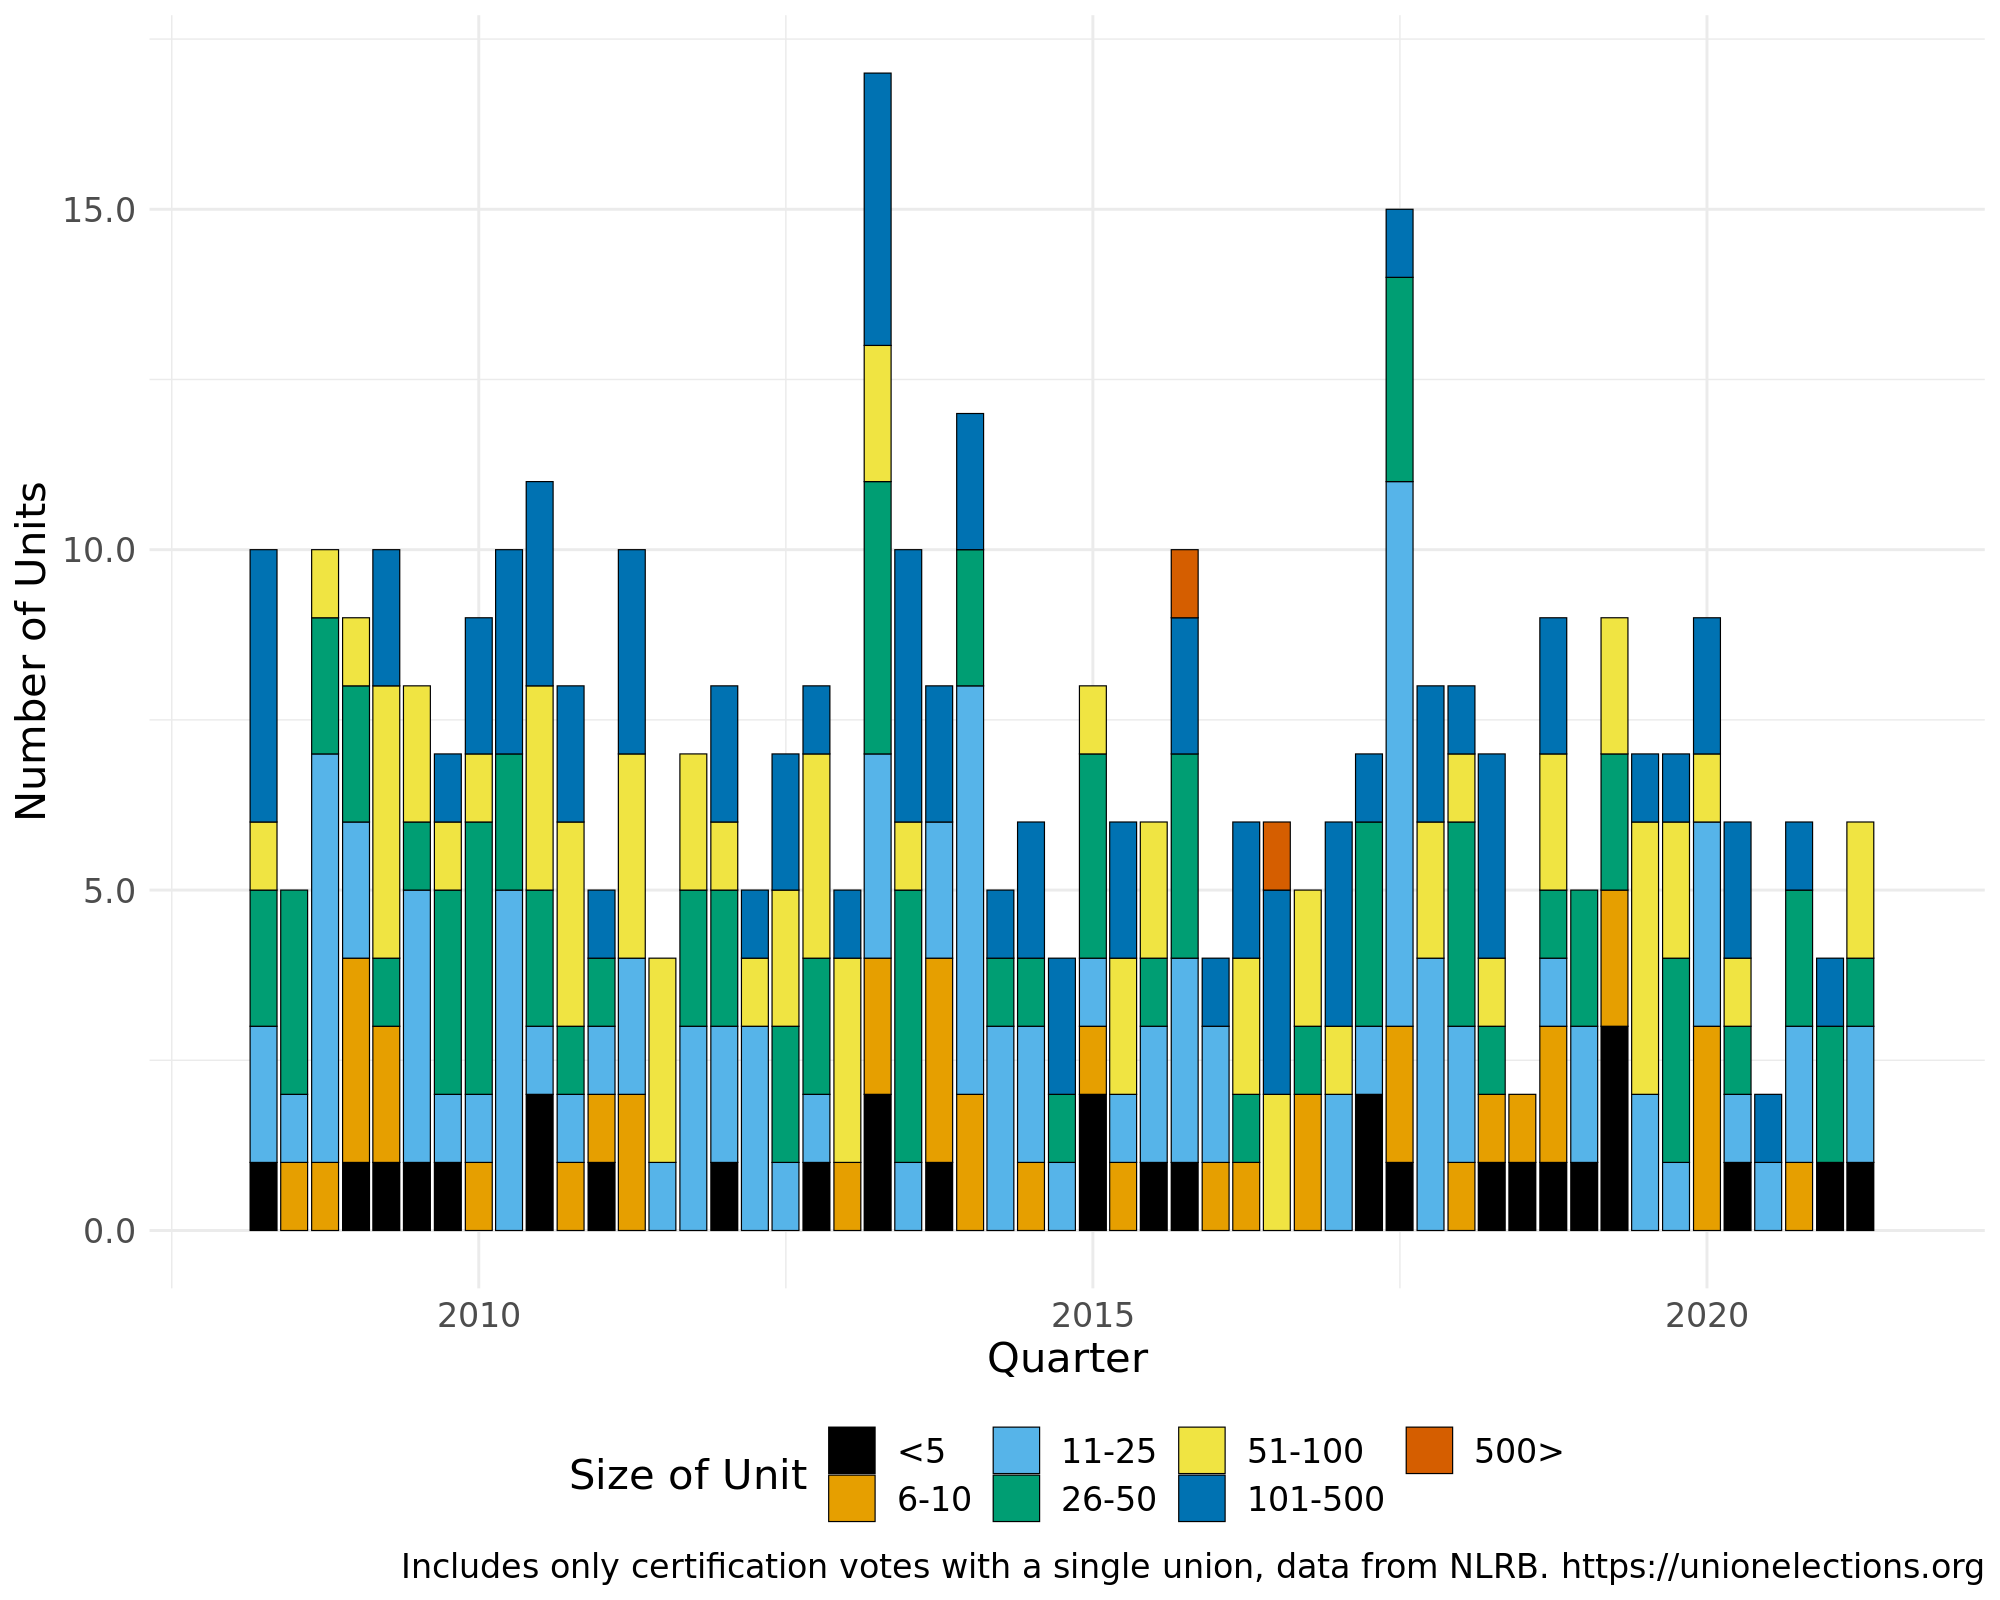 15.0
10.0
5.0
0.0
Number of Units
2010 2015 2020
Quarter
Size of Unit
<5 11-25 51-100 500>
6-10 26-50 101-500
Includes only certification votes with a single union, data from NLRB. https://unionelections.org